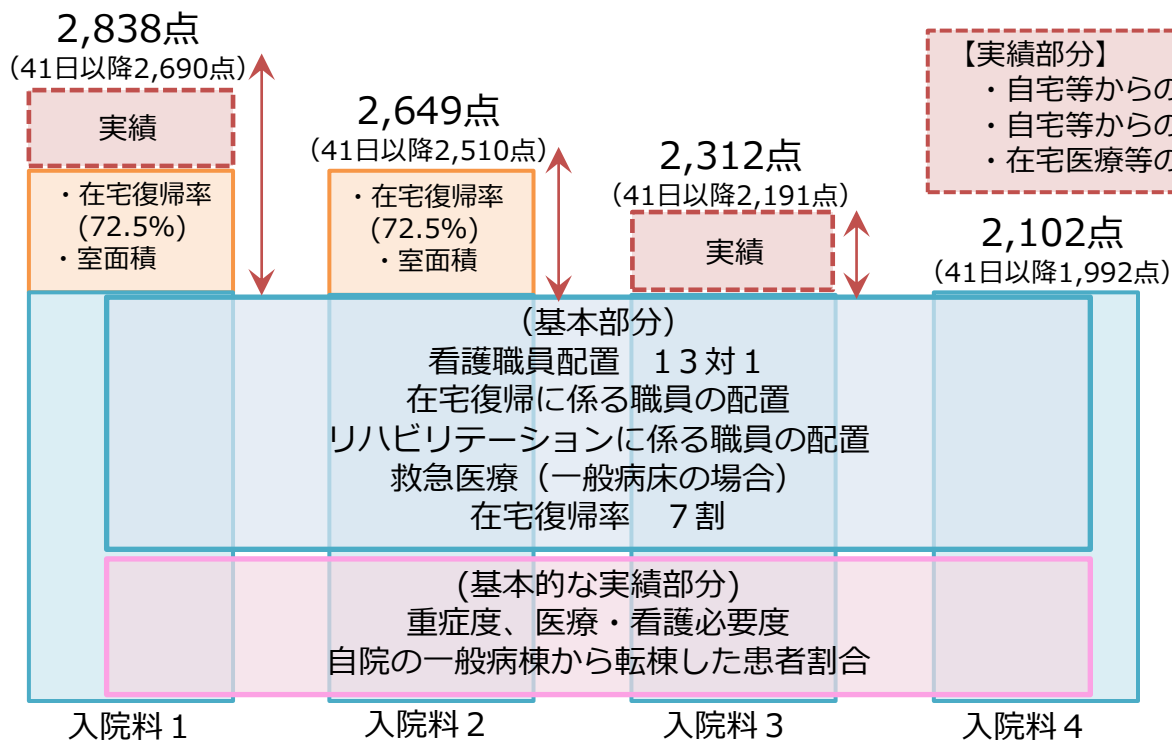 2,838点
（41日以降2,690点）
実績
・在宅復帰率
(72.5%)
・室面積
2,649点
（41日以降2,510点）
・在宅復帰率
(72.5%)
・室面積
2,312点
（41日以降2,191点）
実績
【実績部分】
・自宅等からの
・自宅等からの
・在宅医療等の
2,102点
（41日以降1,992点）
（基本部分）
看護職員配置　１３対１
在宅復帰に係る職員の配置
リハビリテーションに係る職員の配置
救急医療（一般病床の場合）
在宅復帰率　７割
(基本的な実績部分)
重症度、医療・看護必要度
自院の一般病棟から転棟した患者割合
入院料１
入院料２
入院料３
入院料４